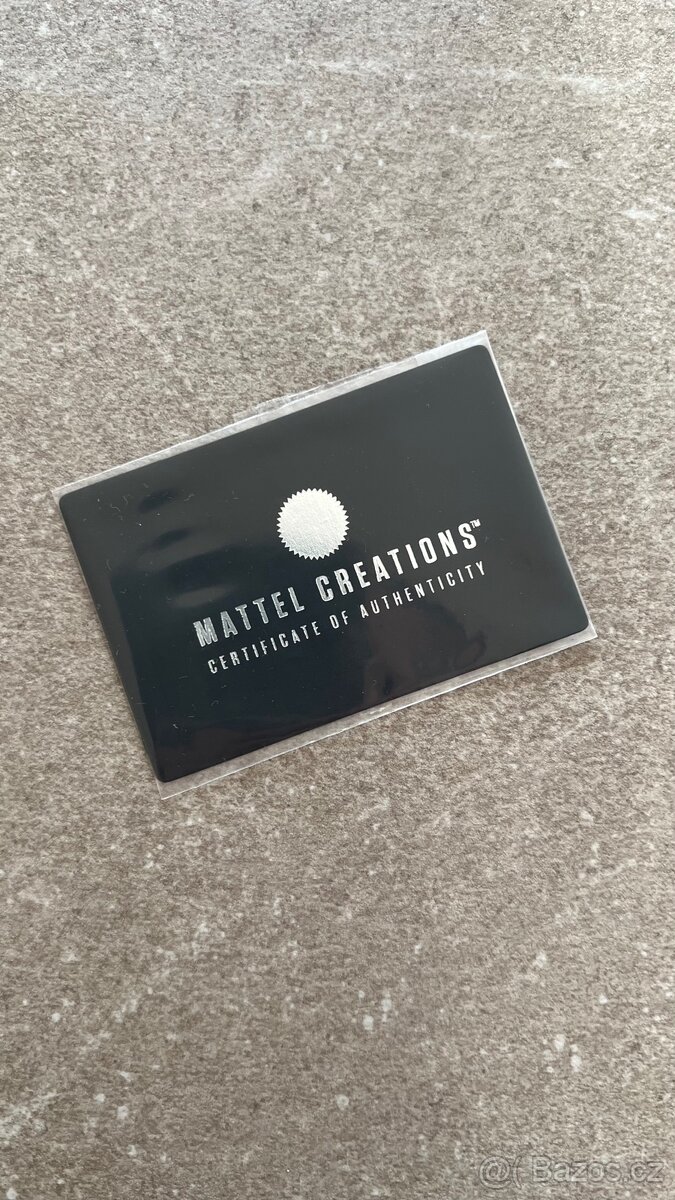 MATTEL CREATIONS™
CERTIFICATE OF AUTHENTICITY
@( Bazos.cz